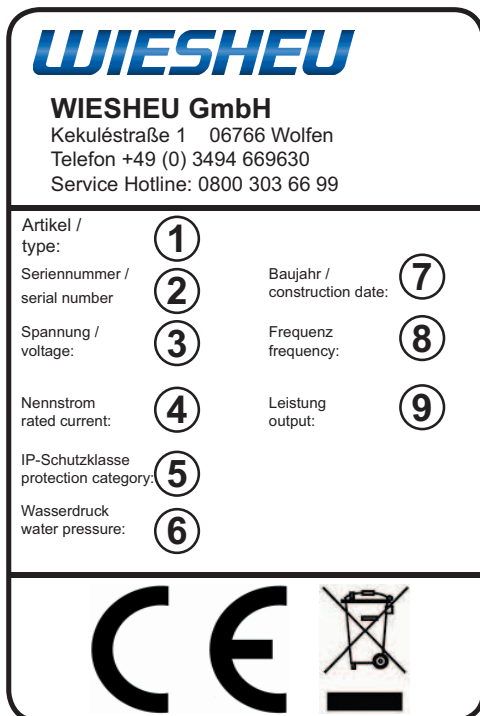 WIESHEU
WIESHEU GmbH
Kekuléstraße 1 06766 Wolfen
Telefon +49 (0) 3494 669630
Service Hotline: 0800 303 66 99
Artikel /
type:
1
Seriennummer /
serial number
2
Baujahr /
construction date:
7
Spannung /
voltage:
3
Frequenz
frequency:
8
Nennstrom
rated current:
4
Leistung
output:
9
IP-Schutzklasse
protection category:
5
Wasserdruck
water pressure:
6
CE